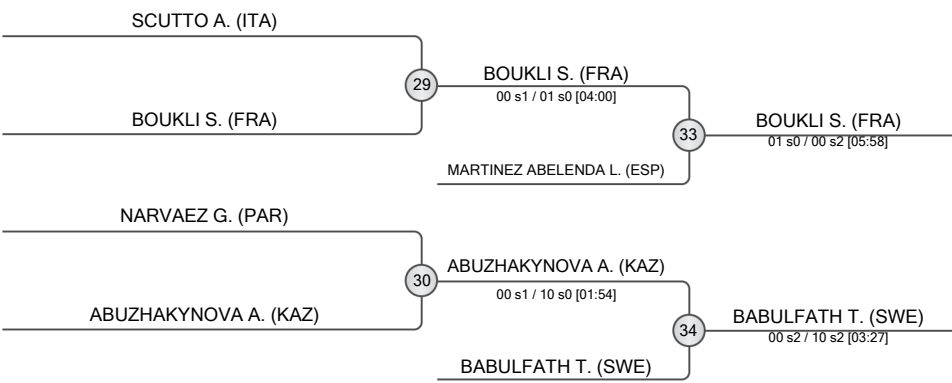 SCUTTO A. (ITA)
29
BOUKLI S. (FRA)
00 s1 / 01 s0 [04:00]
BOUKLI S. (FRA)
33
BOUKLI S. (FRA)
01 s0 / 00 s2 [05:58]
MARTINEZ ABELENDA L. (ESP)
NARVAEZ G. (PAR)
30
ABUZHAKYNOVA A. (KAZ)
00 s1 / 10 s0 [01:54]
ABUZHAKYNOVA A. (KAZ)
34
BABULFATH T. (SWE)
00 s2 / 10 s2 [03:27]
BABULFATH T. (SWE)